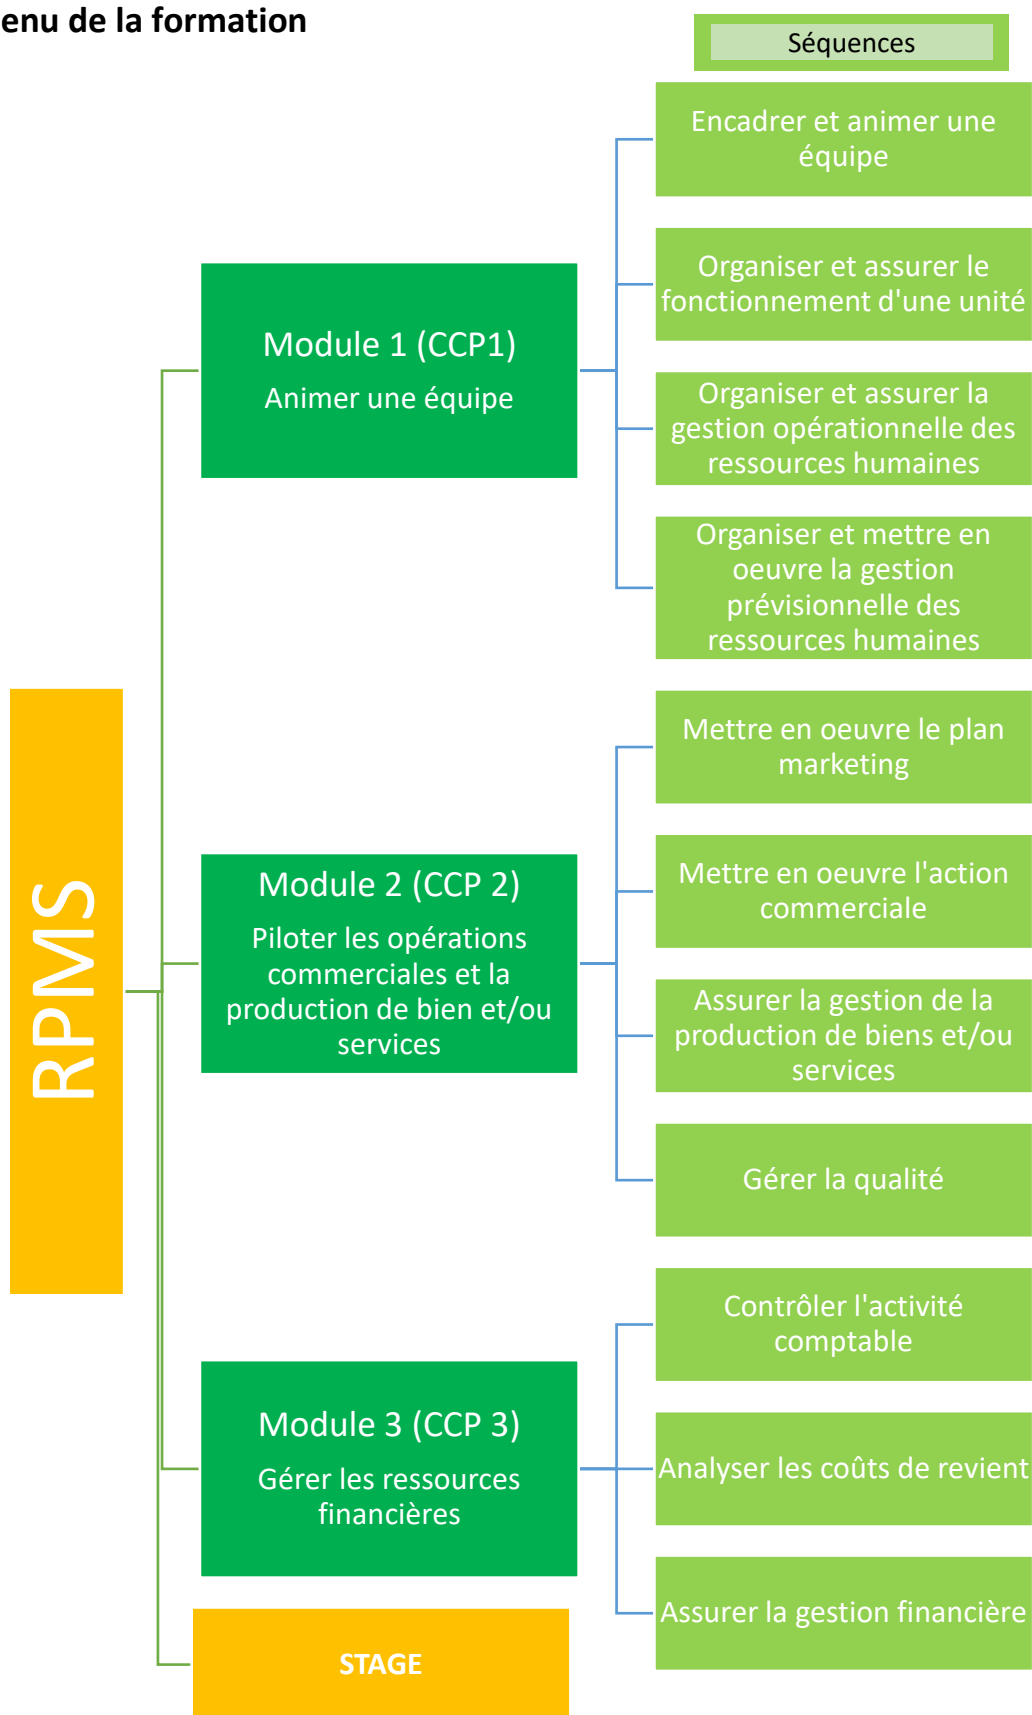 enu de la formation
Séquences
RPMS
Module 1 (CCP1)
Animer une équipe
Encadrer et animer une
équipe
Organiser et assurer le
fonctionnement d'une unité
Organiser et assurer la
gestion opérationnelle des
ressources humaines
Organiser et mettre en
oeuvre la gestion
prévisionnelle des
ressources humaines
Module 2 (CCP 2)
Piloter les opérations
commerciales et la
production de bien et/ou
services
Mettre en oeuvre le plan
marketing
Mettre en oeuvre l'action
commerciale
Assurer la gestion de la
production de biens et/ou
services
Gérer la qualité
Module 3 (CCP 3)
Gérer les ressources
financières
Contrôler l'activité
comptable
Analyser les coûts de revient
Assurer la gestion financière
STAGE